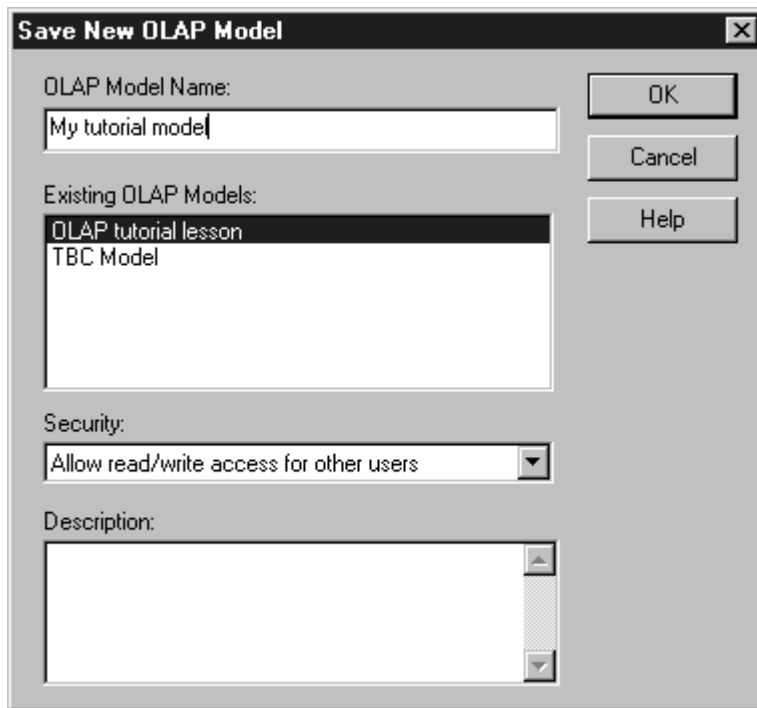 Save New OLAP Model
OLAP Model Name:
My tutorial model
OK
Cancel
Existing OLAP Models:
Help
OLAP tutorial lesson
TBC Model
Security:
Allow read/write access for other users
Description: